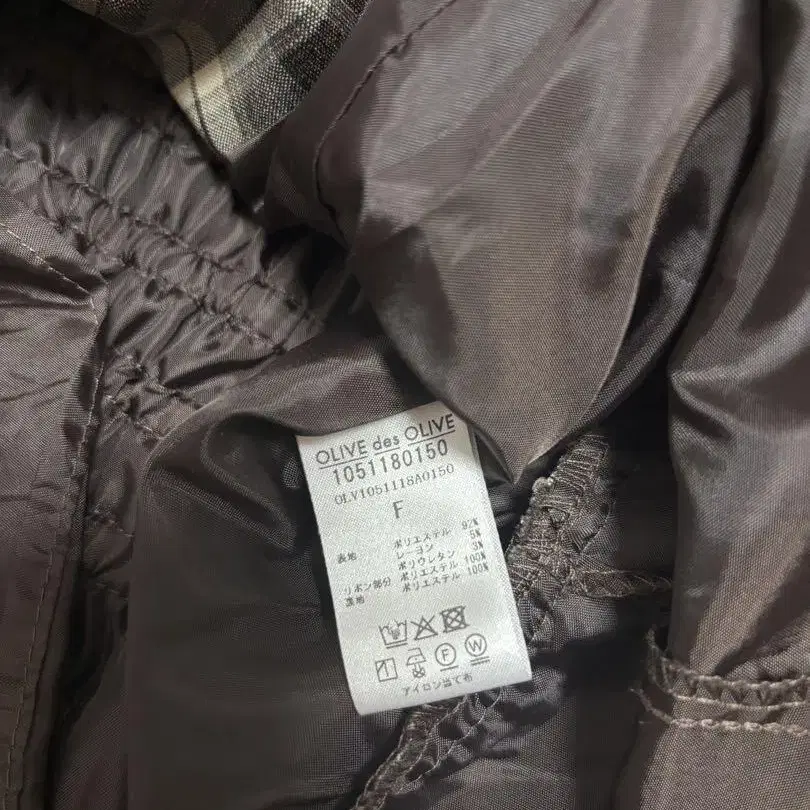 OLIVE des OLIVE
1051180150
OLV1051118A0150
F
表地 ポリエステル 92%
レーヨン 5%
ポリウレタン 3%
リボン部分 ポリエステル 100%
裏地 ポリエステル 100%
F W
アイロン当て布